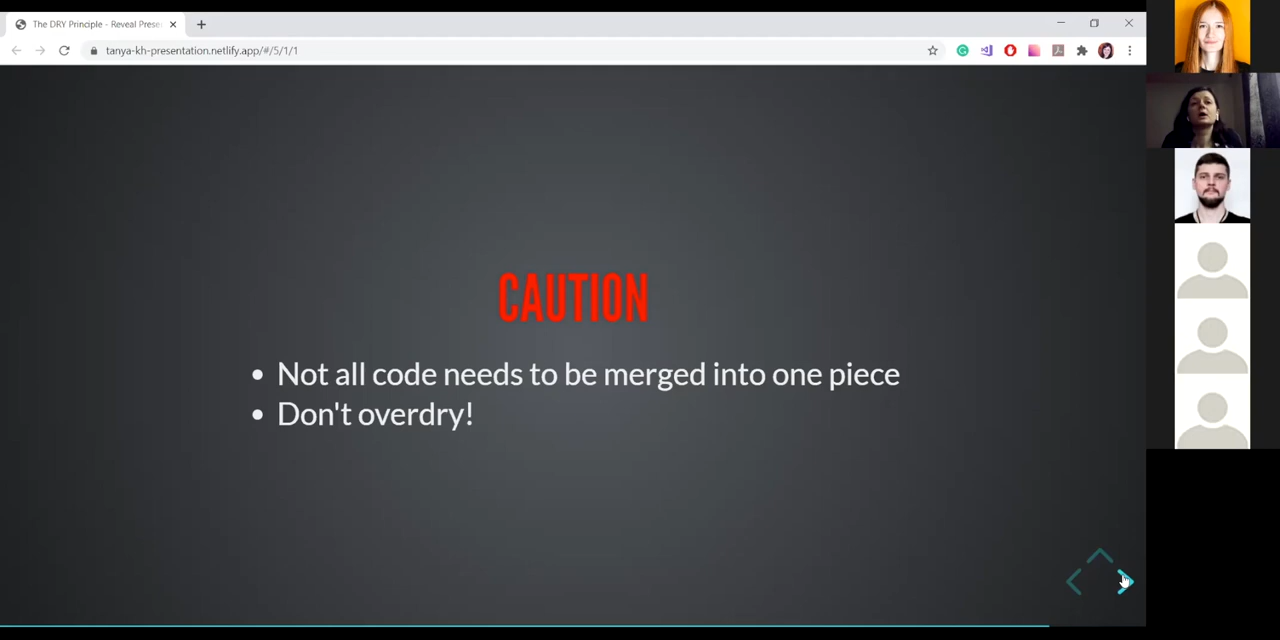 The DRY Principle - Reveal Prese
tanya-kh-presentation.netlify.app/#/5/1/1
CAUTION
• Not all code needs to be merged into one piece
• Don't overdry!